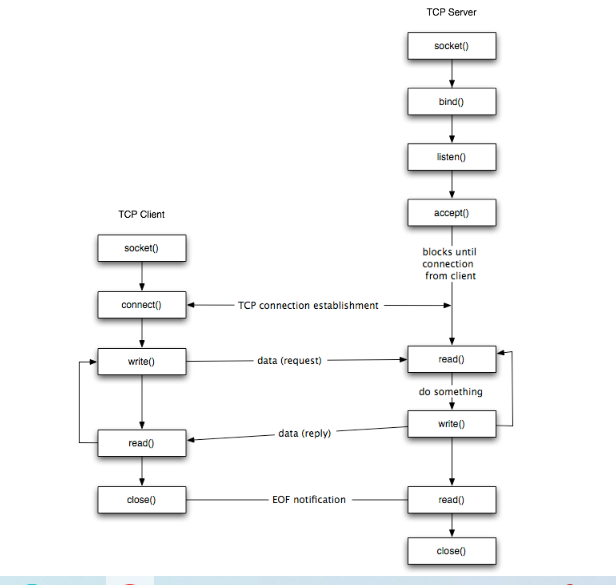 TCP Server
socket()
bind()
listen()
accept()
blocks until
connection
from client
TCP Client
socket()
connect()
TCP connection establishment
write()
data (request)
read()
do something
write()
data (reply)
read()
close()
EOF notification
read()
close()